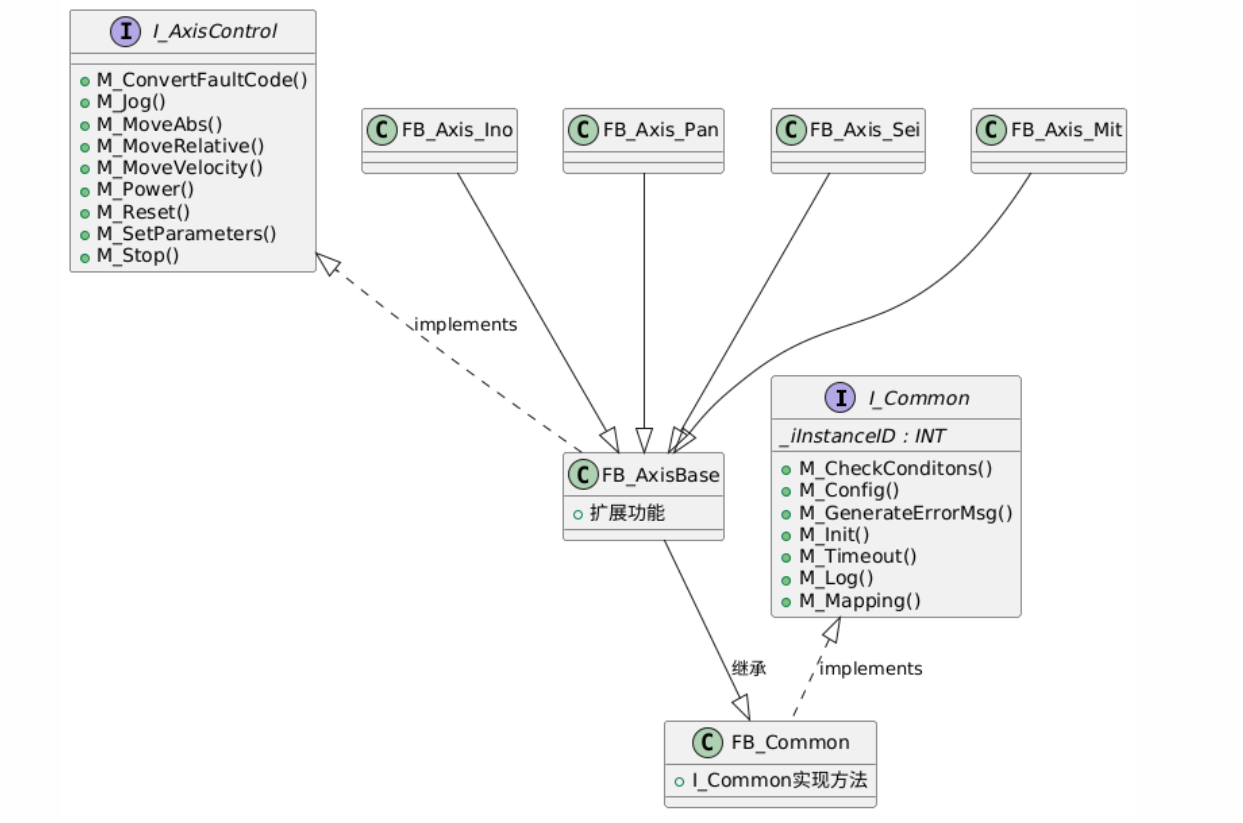 I I_AxisControl
M_ConvertFaultCode()
M_Jog()
M_MoveAbs()
M_MoveRelative()
M_MoveVelocity()
M_Power()
M_Reset()
M_SetParameters()
M_Stop()
C FB_Axis_Ino
C FB_Axis_Pan
C FB_Axis_Sei
C FB_Axis_Mit
implements
I I_Common
_iInstanceID : INT
M_CheckConditons()
M_Config()
M_GenerateErrorMsg()
M_Init()
M_Timeout()
M_Log()
M_Mapping()
C FB_AxisBase
扩展功能
继承
implements
C FB_Common
I_Common实现方法